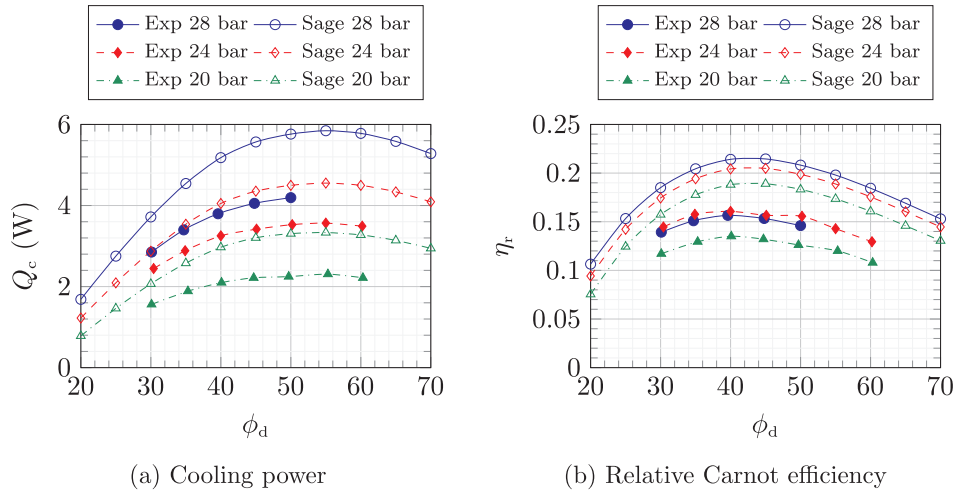 Exp 28 bar Sage 28 bar
Exp 24 bar Sage 24 bar
Exp 20 bar Sage 20 bar
6
4
2
0
Q_c (W)
20 30 40 50 60 70
ϕ_d
(a) Cooling power
Exp 28 bar Sage 28 bar
Exp 24 bar Sage 24 bar
Exp 20 bar Sage 20 bar
0.25
0.2
0.15
0.1
0.05
0
η_r
20 30 40 50 60 70
ϕ_d
(b) Relative Carnot efficiency